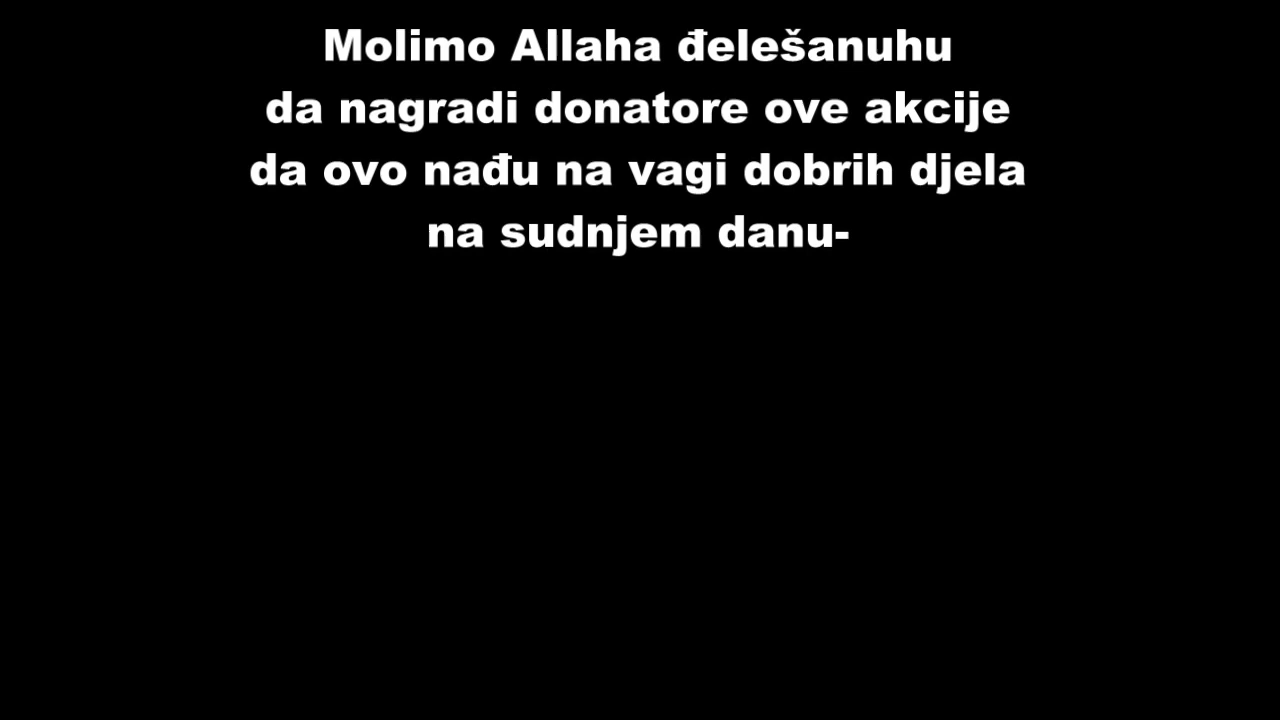 Molimo Allaha đelešanuhu
da nagradi donatore ove akcije
da ovo nađu na vagi dobrih djela
na sudnjem danu-